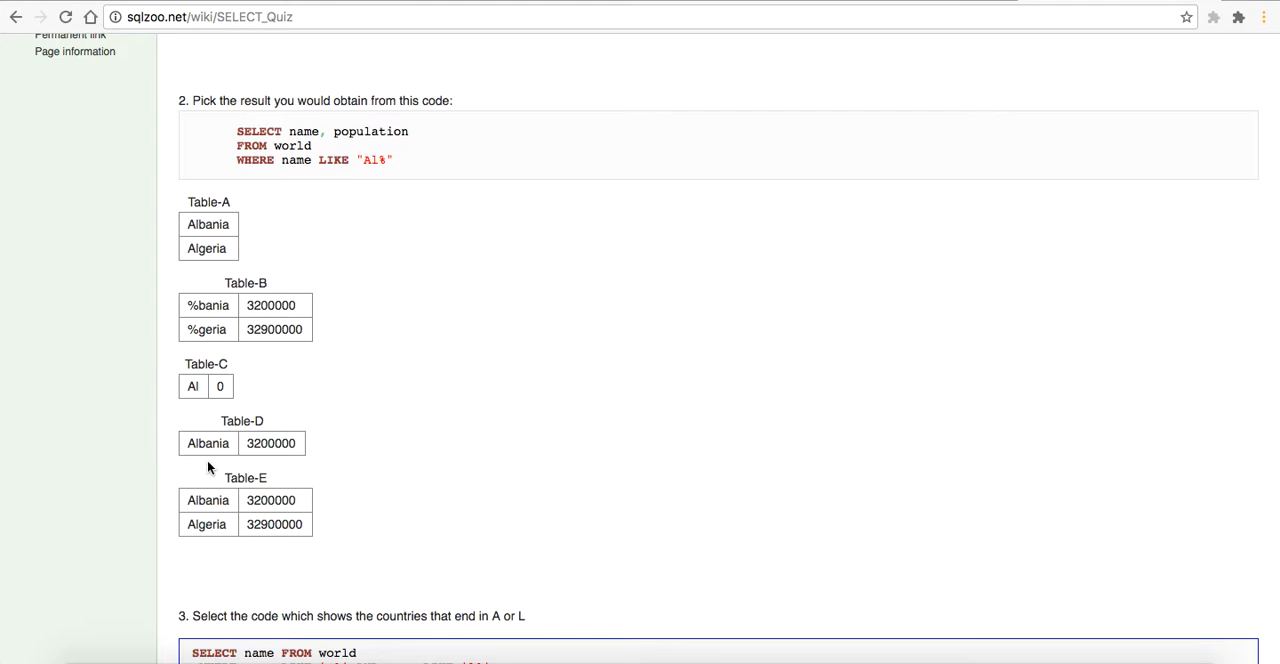 sqlzoo.net/wiki/SELECT_Quiz
Permanent link
Page information
2. Pick the result you would obtain from this code:
SELECT name, population
FROM world
WHERE name LIKE "Al%"
Table-A
Albania
Algeria
Table-B
%bania 3200000
%geria 32900000
Table-C
Al 0
Table-D
Albania 3200000
Table-E
Albania 3200000
Algeria 32900000
3. Select the code which shows the countries that end in A or L
SELECT name FROM world